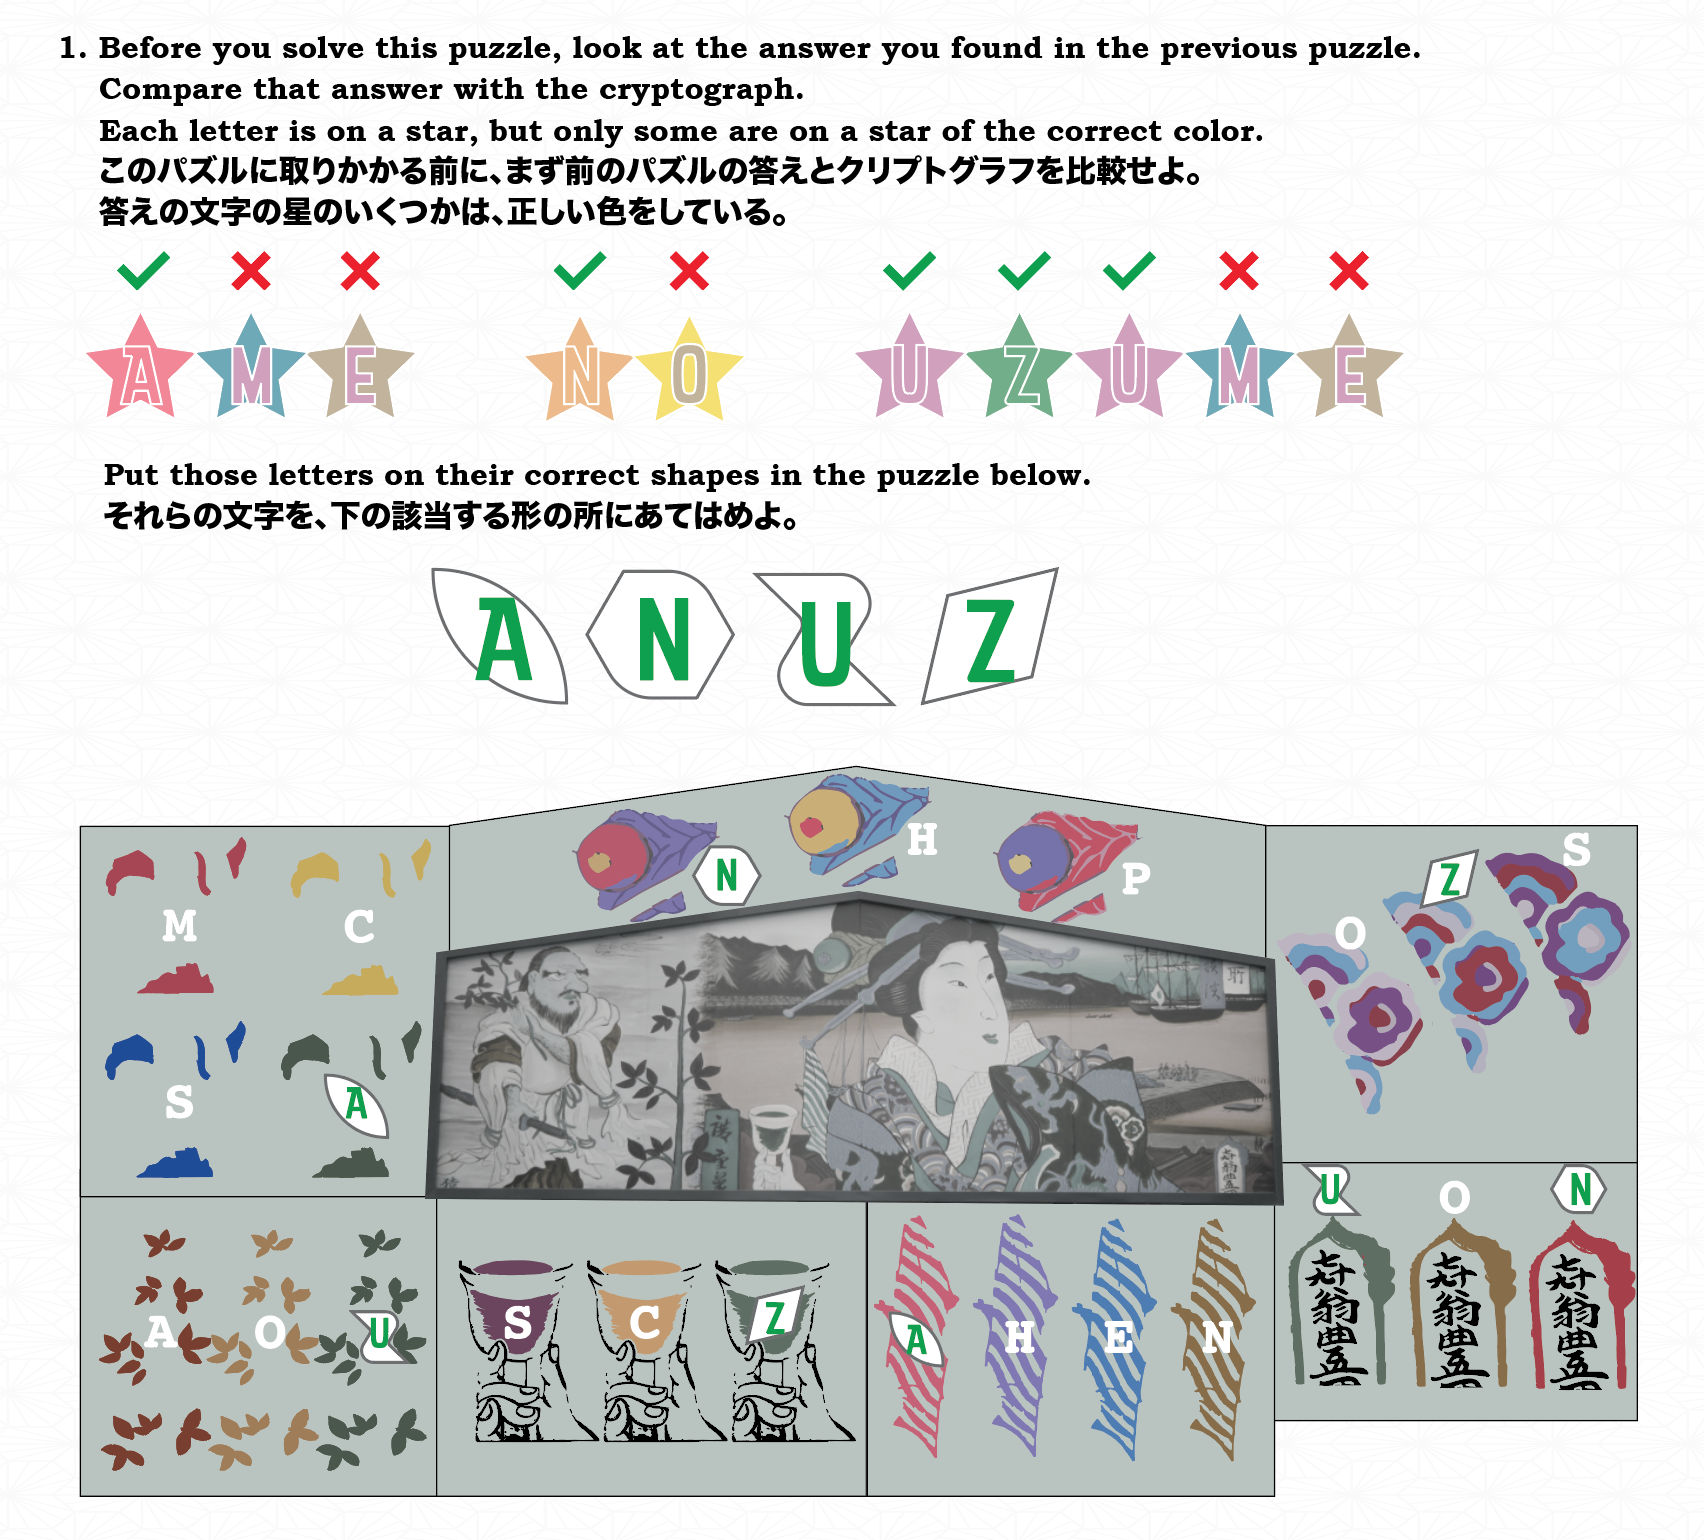 1. Before you solve this puzzle, look at the answer you found in the previous puzzle.
Compare that answer with the cryptograph.
Each letter is on a star, but only some are on a star of the correct color.
このパズルに取りかかる前に、まず前のパズルの答えとクリプトグラフを比較せよ。
答えの文字の星のいくつかは、正しい色をしている。
A M E N O U Z U M E
Put those letters on their correct shapes in the puzzle below.
それらの文字を、下の該当する形の所にあてはめよ。
A N U Z
N H P
M C
S A
O Z S
A O U
S C Z
A H E N
U O N